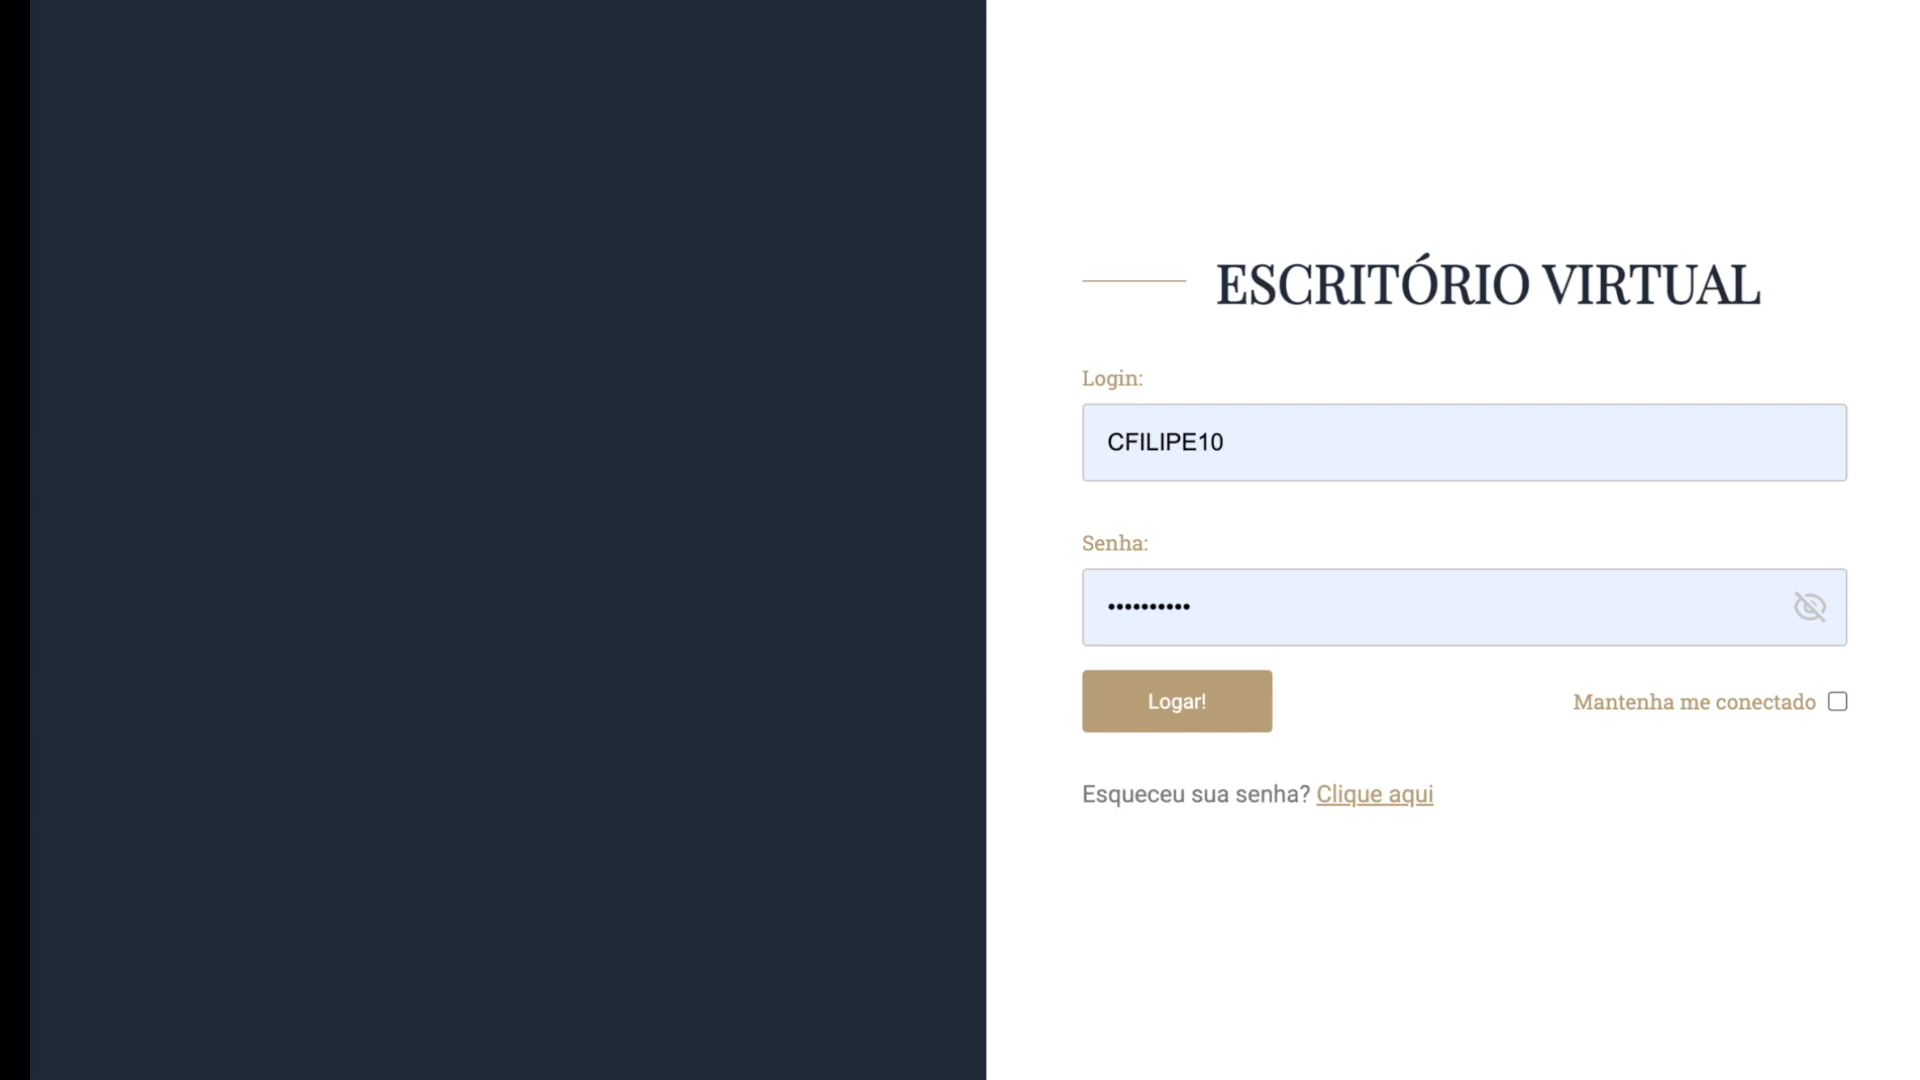 ESCRITÓRIO VIRTUAL
Login:
CFILIPE10
Senha:
••••••••••
Logar!
Mantenha me conectado
Esqueceu sua senha? Clique aqui